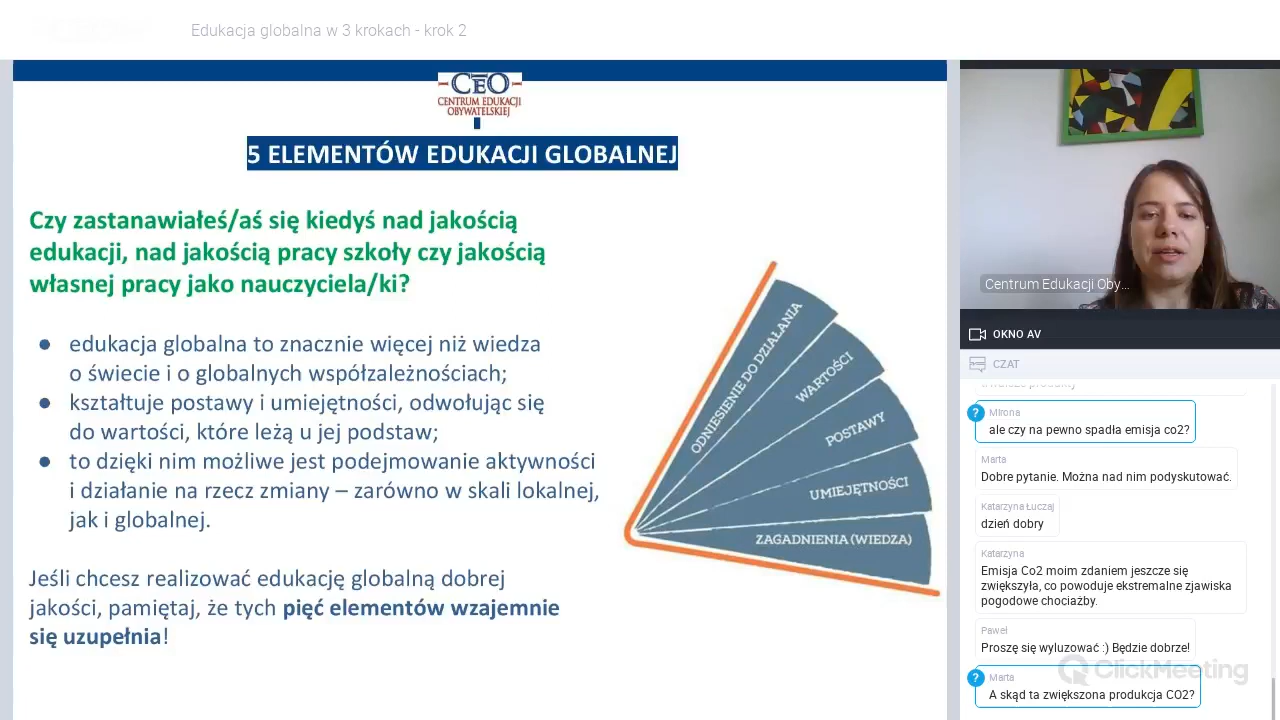 Edukacja globalna w 3 krokach - krok 2
CEO
CENTRUM EDUKACJI
OBYWATELSKIEJ
5 ELEMENTÓW EDUKACJI GLOBALNEJ
Czy zastanawiałeś/aś się kiedyś nad jakością
edukacji, nad jakością pracy szkoły czy jakością
własnej pracy jako nauczyciela/ki?
● edukacja globalna to znacznie więcej niż wiedza
o świecie i o globalnych współzależnościach;
● kształtuje postawy i umiejętności, odwołując się
do wartości, które leżą u jej podstaw;
● to dzięki nim możliwe jest podejmowanie aktywności
i działanie na rzecz zmiany – zarówno w skali lokalnej,
jak i globalnej.
Jeśli chcesz realizować edukację globalną dobrej
jakości, pamiętaj, że tych pięć elementów wzajemnie
się uzupełnia!
ODNIESIENIE DO DZIAŁANIA
WARTOŚCI
POSTAWY
UMIEJĘTNOŚCI
ZAGADNIENIA (WIEDZA)
Centrum Edukacji Oby...
OKNO AV
CZAT
? Mirona
ale czy na pewno spadła emisja co2?
Marta
Dobre pytanie. Można nad nim podyskutować.
Katarzyna Łuczaj
dzień dobry
Katarzyna
Emisja Co2 moim zdaniem jeszcze się
zwiększyła, co powoduje ekstremalne zjawiska
pogodowe chociażby.
Paweł
Proszę się wyluzować :) Będzie dobrze!
ClickMeeting
? Marta
A skąd ta zwiększona produkcja CO2?